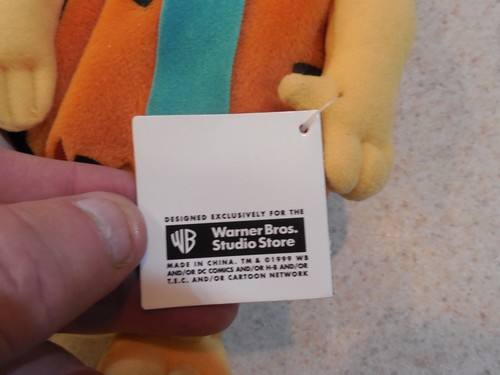 DESIGNED EXCLUSIVELY FOR THE
WB Warner Bros.
Studio Store
MADE IN CHINA. TM & ©1999 WB
AND/OR DC COMICS AND/OR H-B AND/OR
T.E.C. AND/OR CARTOON NETWORK